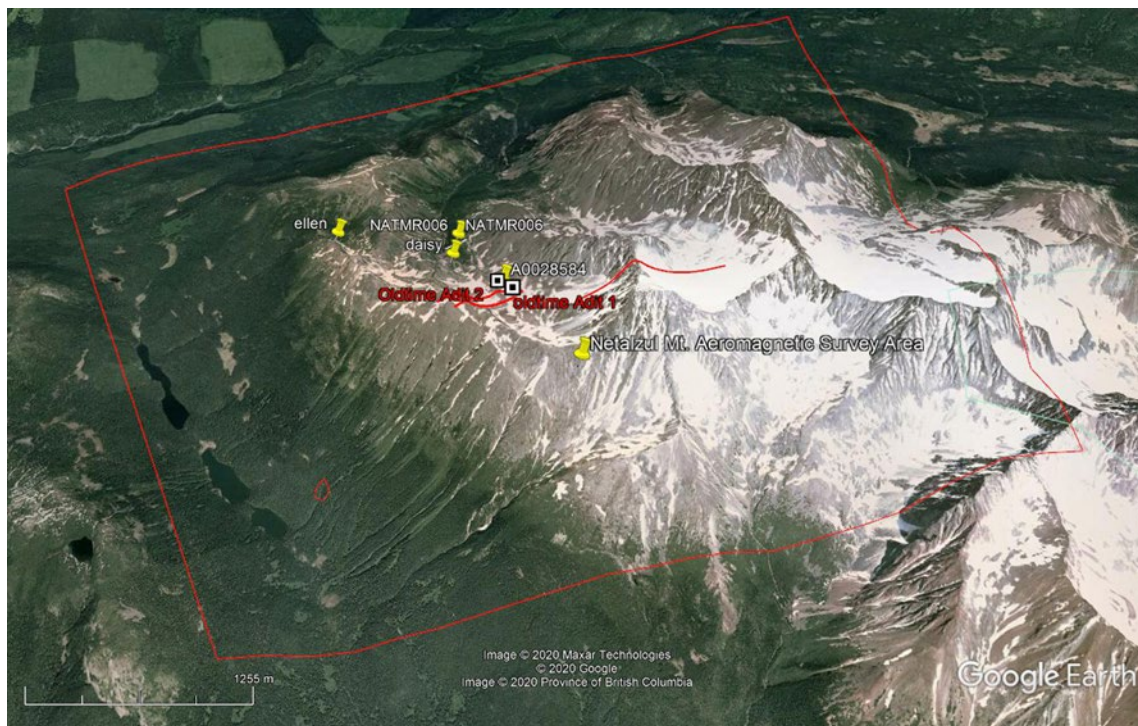 ellen
NATMR006 NATMR006
daisy
A0028584
Oldtime Adit 2 oldtime Adit 1
Netalzul Mt. Aeromagnetic Survey Area
Image © 2020 Maxar Technologies
© 2020 Google
Image © 2020 Province of British Columbia
Google Earth
1255 m